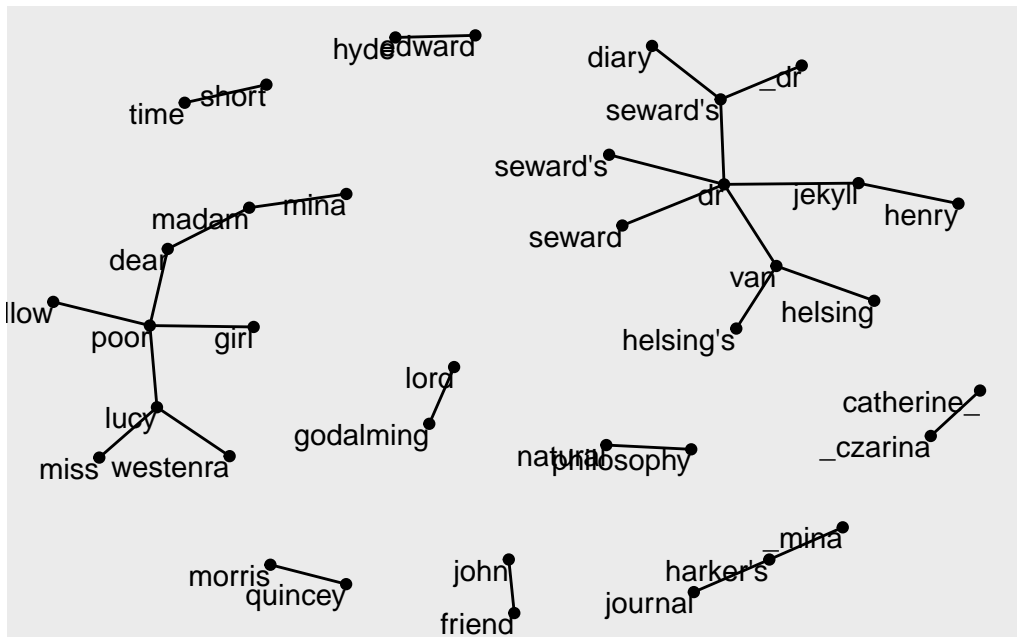 hyde
edward
diary
_dr
time
short
seward's
seward's
madam
mina
dr
jekyll
henry
seward
dear
van
llow
helsing
poor
girl
helsing's
lord
catherine_
lucy
godalming
_czarina
miss
westenra
natural
philosophy
_mina
morris
john
harker's
quincey
journal
friend